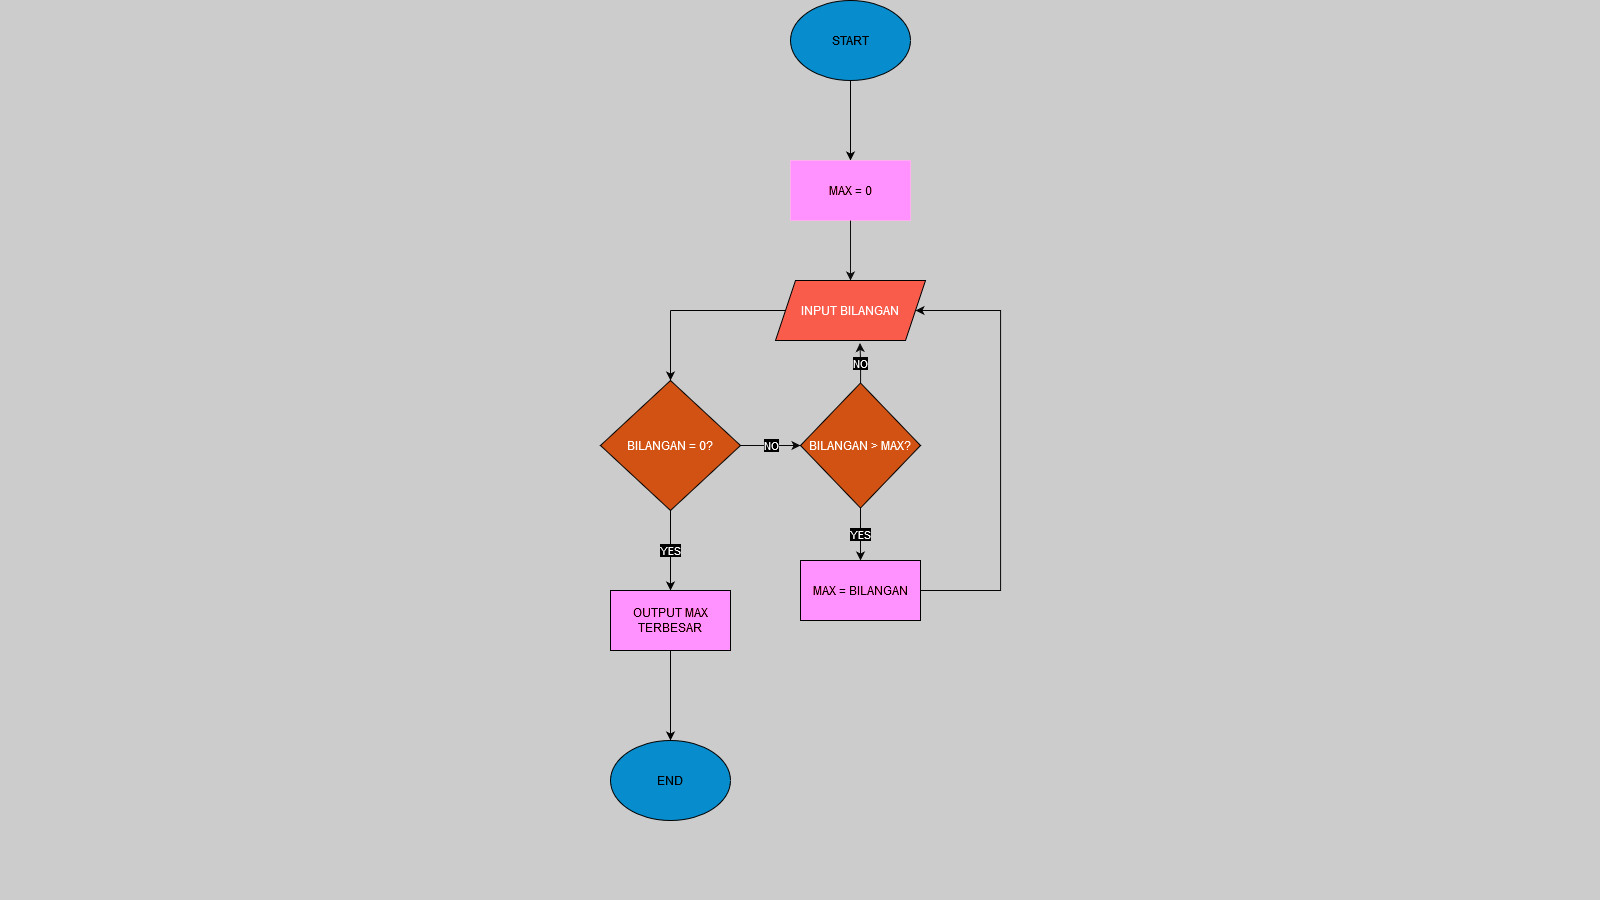 START
MAX = 0
INPUT BILANGAN
NO
BILANGAN = 0?
NO
BILANGAN > MAX?
YES
YES
MAX = BILANGAN
OUTPUT MAX
TERBESAR
END